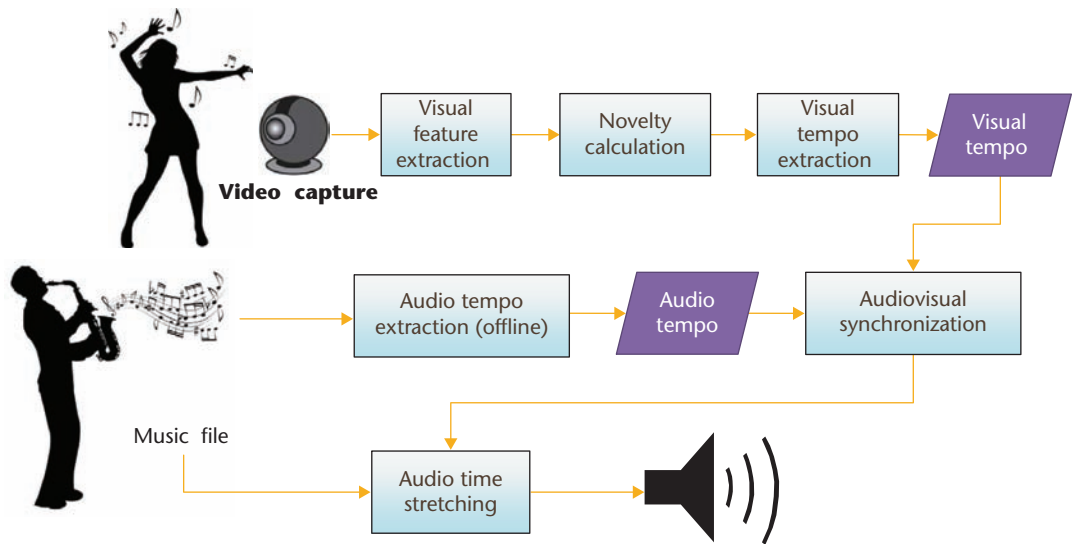 Video capture
Visual
feature
extraction
Novelty
calculation
Visual
tempo
extraction
Visual
tempo
Audio tempo
extraction (offline)
Audio
tempo
Audiovisual
synchronization
Music file
Audio time
stretching